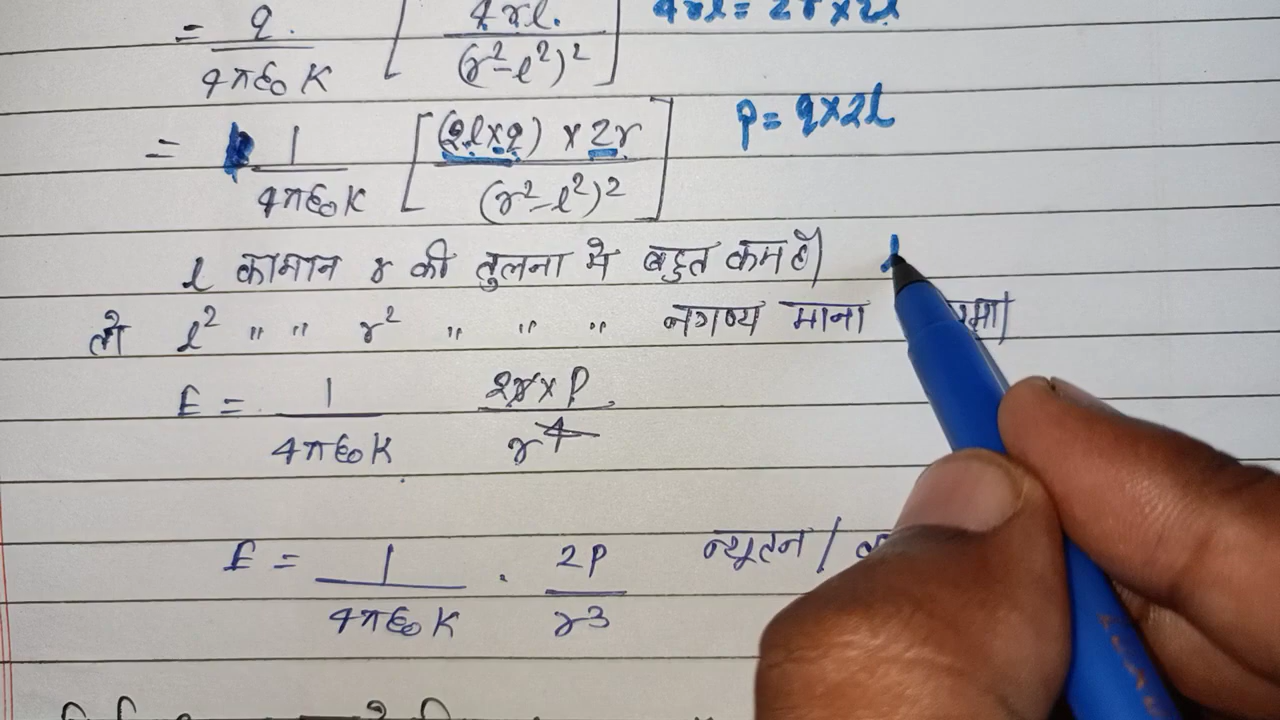 = q / 4πε₀K [ 4rl / (r²-l²)² ] 4rl = 2r×2l
= 1 / 4πε₀K [ (2l×q) × 2r / (r²-l²)² ] p = q×2l
l का मान r की तुलना मे बहुत कम है। l
तो l² " " r² " " " नगण्य माना
E = 1 / 4πε₀K 2r×P / r⁴
E = 1 / 4πε₀K . 2P / r³ न्यूटन /